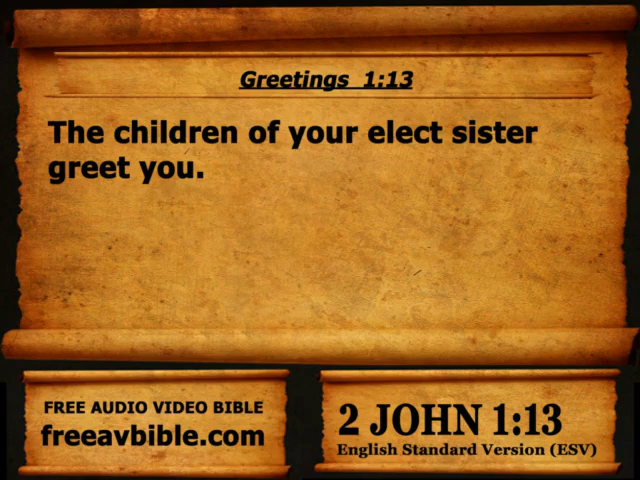 Greetings 1:13
The children of your elect sister
greet you.
FREE AUDIO VIDEO BIBLE
freeavbible.com
2 JOHN 1:13
English Standard Version (ESV)